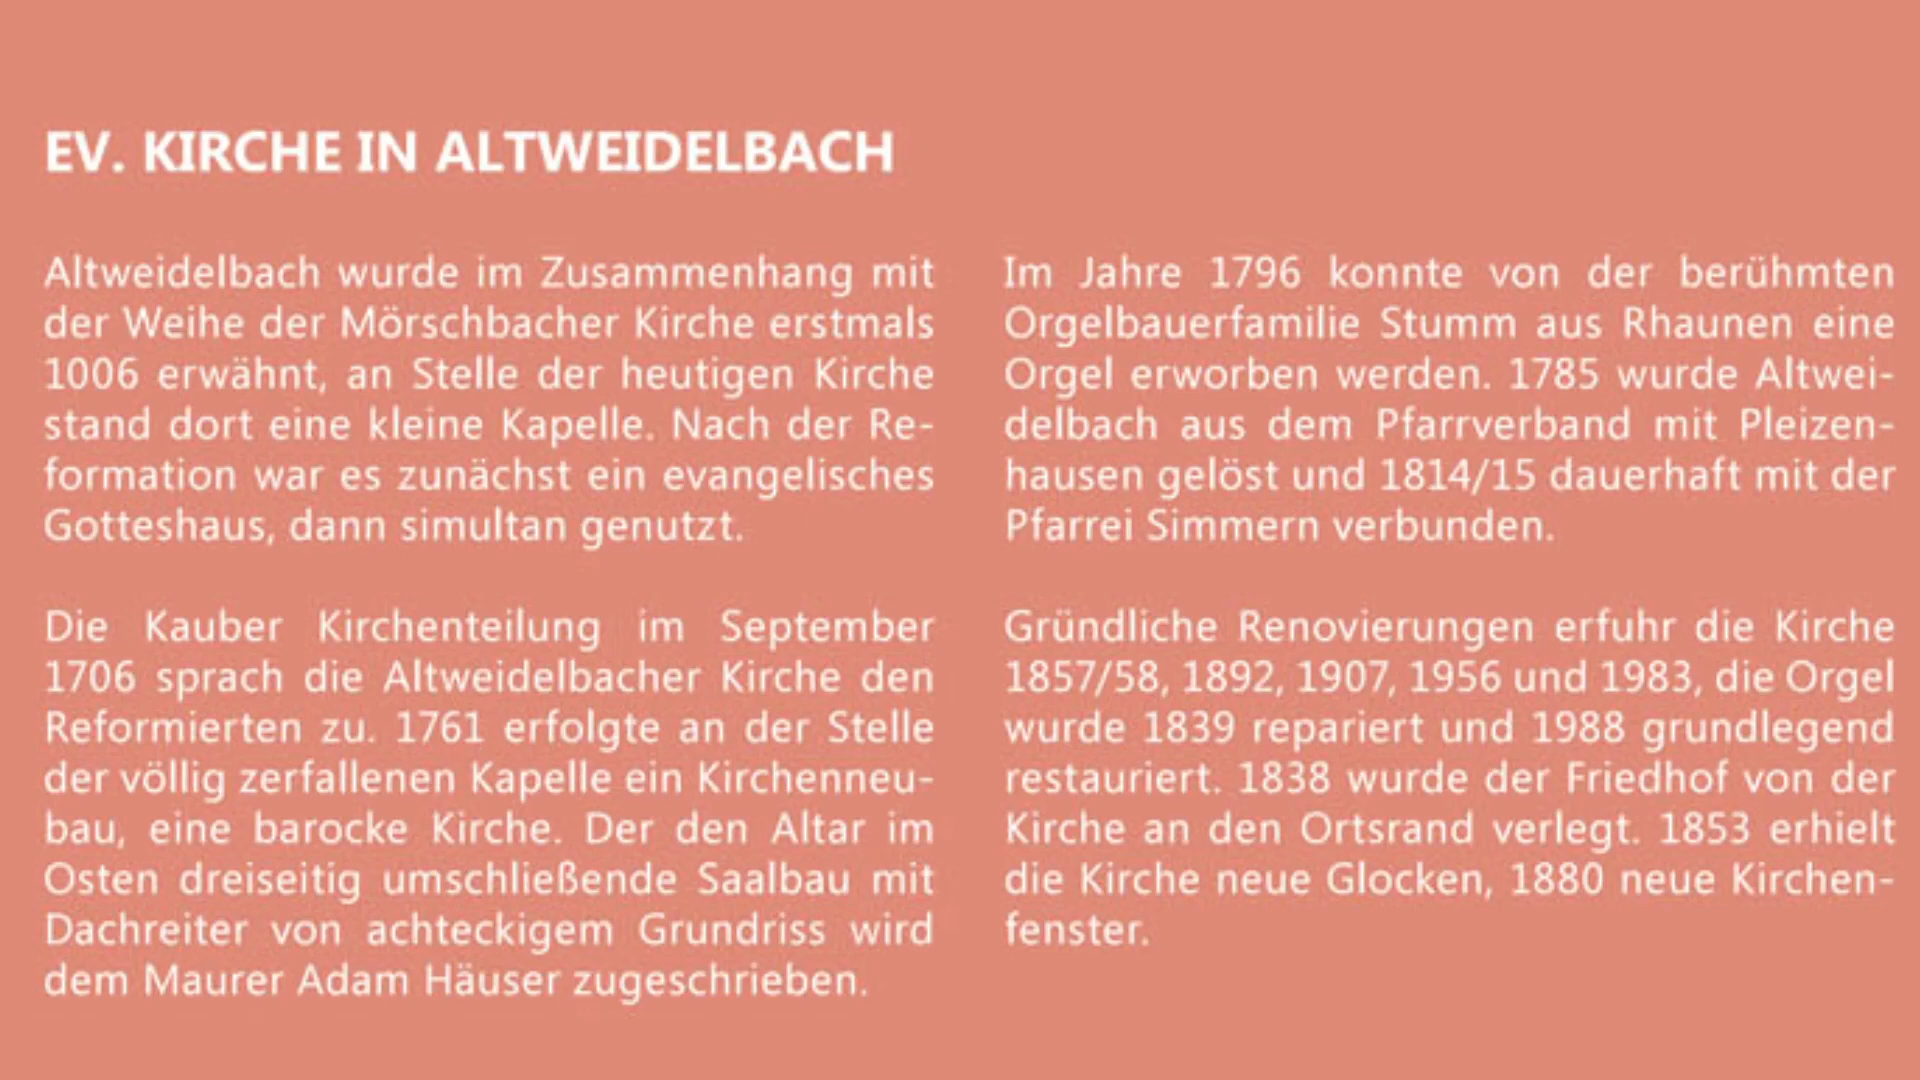 EV. KIRCHE IN ALTWEIDELBACH
Altweidelbach wurde im Zusammenhang mit
der Weihe der Mörschbacher Kirche erstmals
1006 erwähnt, an Stelle der heutigen Kirche
stand dort eine kleine Kapelle. Nach der Re-
formation war es zunächst ein evangelisches
Gotteshaus, dann simultan genutzt.
Die Kauber Kirchenteilung im September
1706 sprach die Altweidelbacher Kirche den
Reformierten zu. 1761 erfolgte an der Stelle
der völlig zerfallenen Kapelle ein Kirchenneu-
bau, eine barocke Kirche. Der den Altar im
Osten dreiseitig umschließende Saalbau mit
Dachreiter von achteckigem Grundriss wird
dem Maurer Adam Häuser zugeschrieben.
Im Jahre 1796 konnte von der berühmten
Orgelbauerfamilie Stumm aus Rhaunen eine
Orgel erworben werden. 1785 wurde Altwei-
delbach aus dem Pfarrverband mit Pleizen-
hausen gelöst und 1814/15 dauerhaft mit der
Pfarrei Simmern verbunden.
Gründliche Renovierungen erfuhr die Kirche
1857/58, 1892, 1907, 1956 und 1983, die Orgel
wurde 1839 repariert und 1988 grundlegend
restauriert. 1838 wurde der Friedhof von der
Kirche an den Ortsrand verlegt. 1853 erhielt
die Kirche neue Glocken, 1880 neue Kirchen-
fenster.